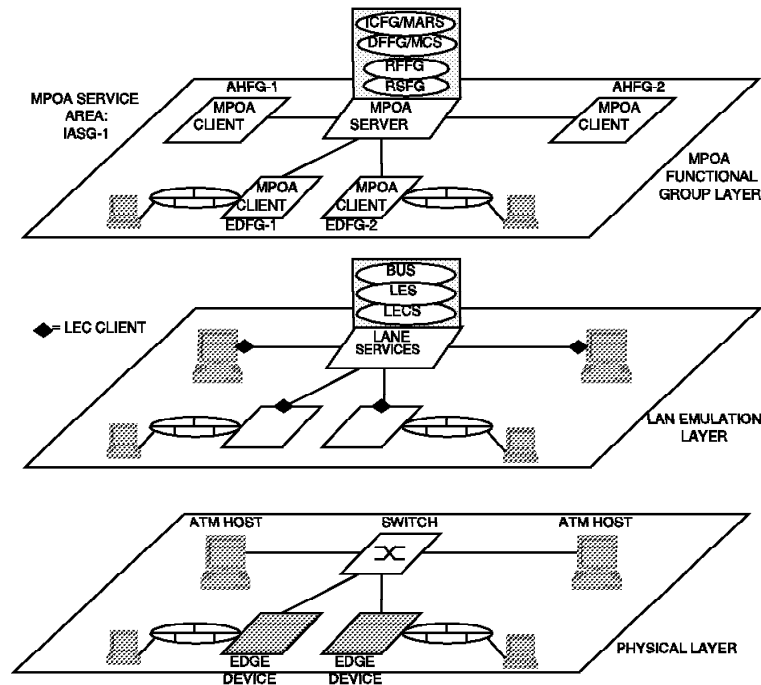 ICFG/MARS
DFFG/MCS
RFFG
RSFG
AHFG-1
AHFG-2
MPOA SERVICE
AREA:
IASG-1
MPOA
CLIENT
MPOA
SERVER
MPOA
CLIENT
MPOA
FUNCTIONAL
GROUP LAYER
MPOA
CLIENT
MPOA
CLIENT
EDFG-1
EDFG-2
BUS
LES
LECS
= LEC CLIENT
LANE
SERVICES
LAN EMULATION
LAYER
ATM HOST
SWITCH
ATM HOST
PHYSICAL LAYER
EDGE
DEVICE
EDGE
DEVICE